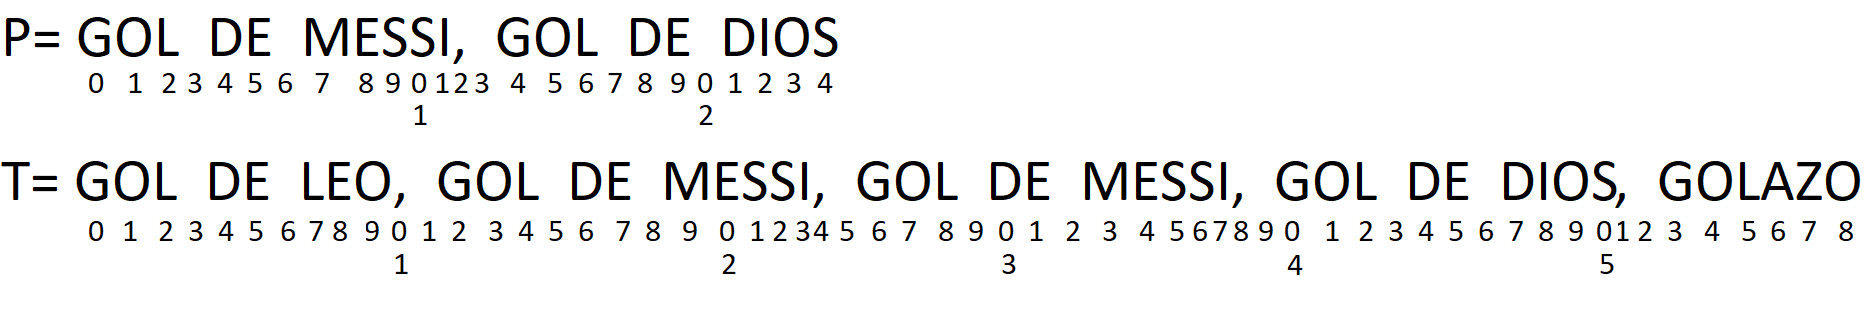 P= GOL DE MESSI, GOL DE DIOS
0 1 2 3 4 5 6 7 8 9 0 1 2 3 4 5 6 7 8 9 0 1 2 3 4
1 2
T= GOL DE LEO, GOL DE MESSI, GOL DE MESSI, GOL DE DIOS, GOLAZO
0 1 2 3 4 5 6 7 8 9 0 1 2 3 4 5 6 7 8 9 0 1 2 3 4 5 6 7 8 9 0 1 2 3 4 5 6 7 8 9 0 1 2 3 4 5 6 7 8 9 0 1 2 3 4 5 6 7 8
1 2 3 4 5